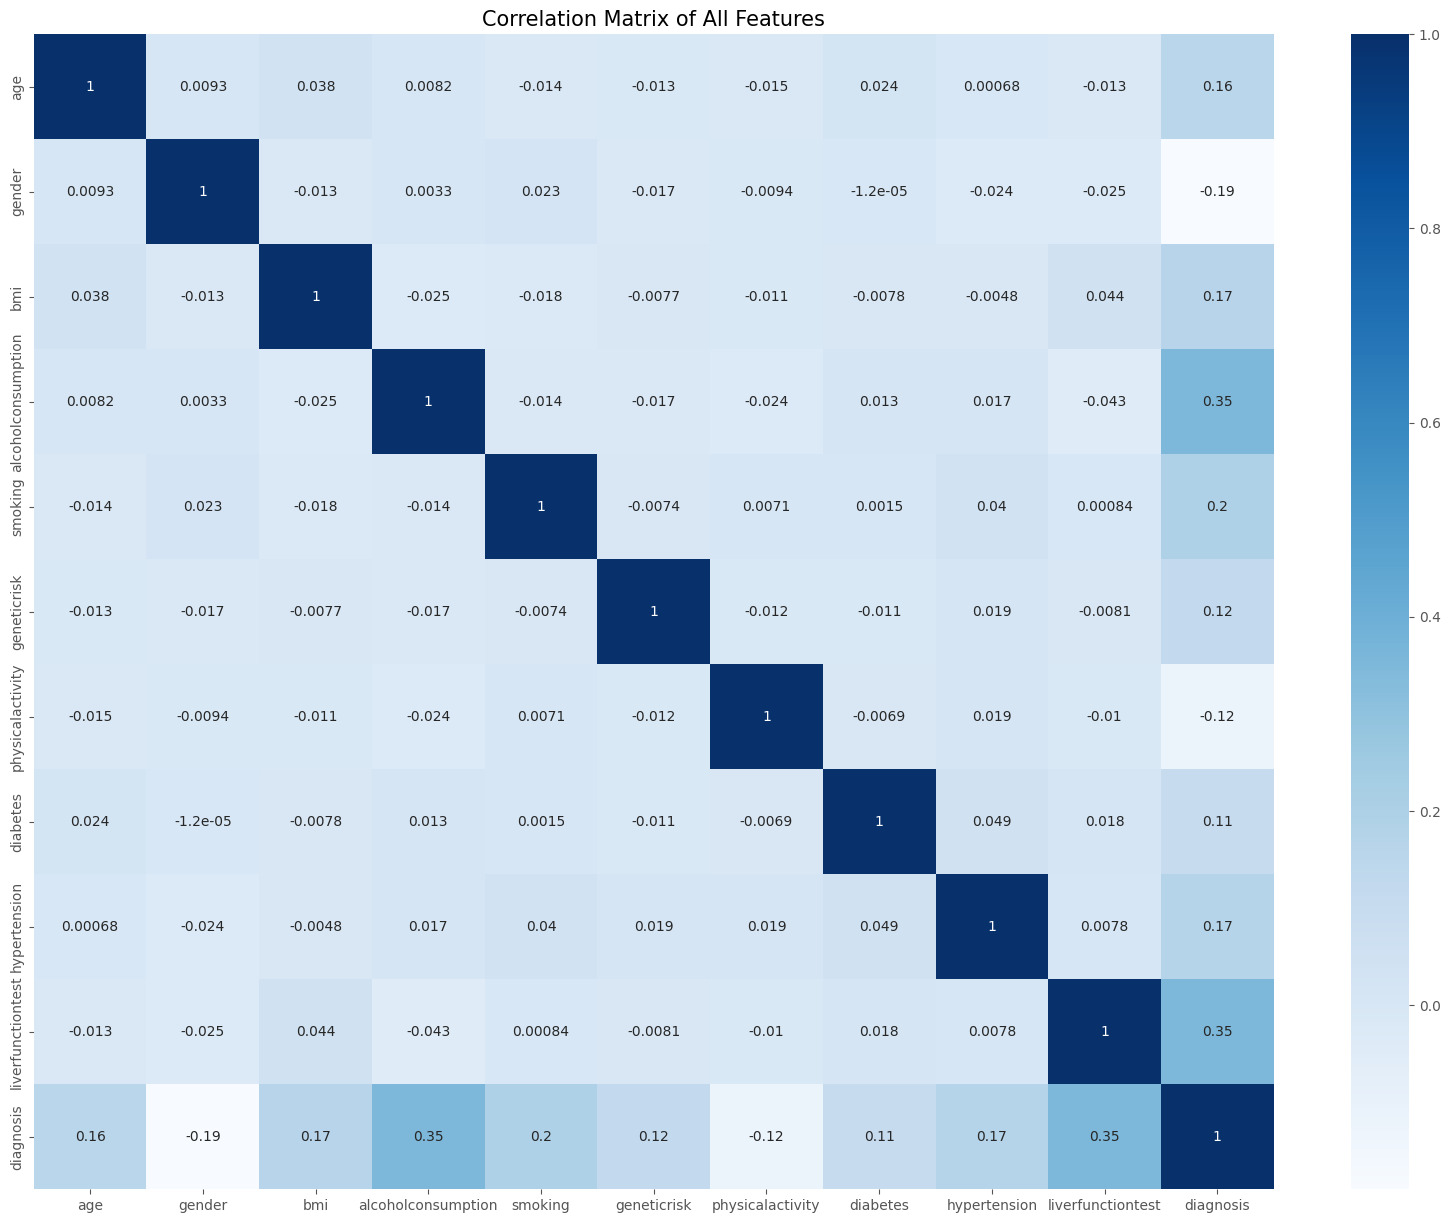 Correlation Matrix of All Features
age 1 0.0093 0.038 0.0082 -0.014 -0.013 -0.015 0.024 0.00068 -0.013 0.16
gender 0.0093 1 -0.013 0.0033 0.023 -0.017 -0.0094 -1.2e-05 -0.024 -0.025 -0.19
bmi 0.038 -0.013 1 -0.025 -0.018 -0.0077 -0.011 -0.0078 -0.0048 0.044 0.17
alcoholconsumption 0.0082 0.0033 -0.025 1 -0.014 -0.017 -0.024 0.013 0.017 -0.043 0.35
smoking -0.014 0.023 -0.018 -0.014 1 -0.0074 0.0071 0.0015 0.04 0.00084 0.2
geneticrisk -0.013 -0.017 -0.0077 -0.017 -0.0074 1 -0.012 -0.011 0.019 -0.0081 0.12
physicalactivity -0.015 -0.0094 -0.011 -0.024 0.0071 -0.012 1 -0.0069 0.019 -0.01 -0.12
diabetes 0.024 -1.2e-05 -0.0078 0.013 0.0015 -0.011 -0.0069 1 0.049 0.018 0.11
hypertension 0.00068 -0.024 -0.0048 0.017 0.04 0.019 0.019 0.049 1 0.0078 0.17
liverfunctiontest -0.013 -0.025 0.044 -0.043 0.00084 -0.0081 -0.01 0.018 0.0078 1 0.35
diagnosis 0.16 -0.19 0.17 0.35 0.2 0.12 -0.12 0.11 0.17 0.35 1
age gender bmi alcoholconsumption smoking geneticrisk physicalactivity diabetes hypertension liverfunctiontest diagnosis
1.0
0.8
0.6
0.4
0.2
0.0